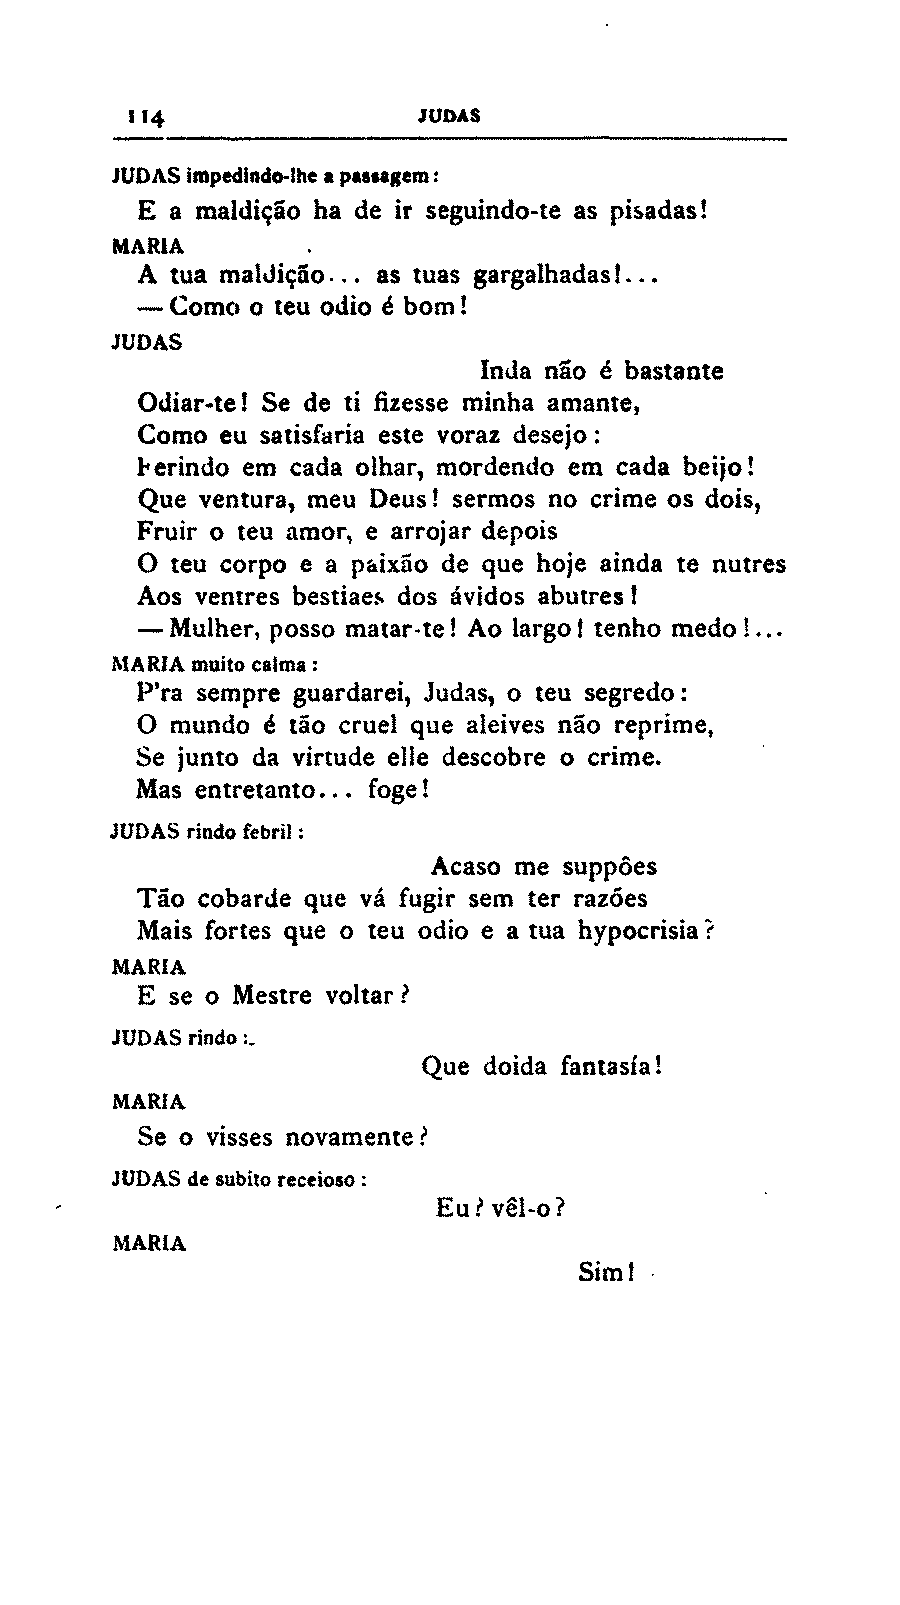 114 JUDAS
JUDAS impedindo-lhe a passagem:
E a maldição ha de ir seguindo-te as pisadas!
MARIA
A tua maldição... as tuas gargalhadas!...
— Como o teu odio é bom!
JUDAS
Inda não é bastante
Odiar-te! Se de ti fizesse minha amante,
Como eu satisfaria este voraz desejo:
Ferindo em cada olhar, mordendo em cada beijo!
Que ventura, meu Deus! sermos no crime os dois,
Fruir o teu amor, e arrojar depois
O teu corpo e a paixão de que hoje ainda te nutres
Aos ventres bestiaes dos ávidos abutres!
— Mulher, posso matar-te! Ao largo! tenho medo!...
MARIA muito calma:
P'ra sempre guardarei, Judas, o teu segredo:
O mundo é tão cruel que aleives não reprime,
Se junto da virtude elle descobre o crime.
Mas entretanto... foge!
JUDAS rindo febril:
Acaso me suppões
Tão cobarde que vá fugir sem ter razões
Mais fortes que o teu odio e a tua hypocrisia?
MARIA
E se o Mestre voltar?
JUDAS rindo:
Que doida fantasía!
MARIA
Se o visses novamente?
JUDAS de subito receioso:
Eu? vêl-o?
MARIA
Sim!